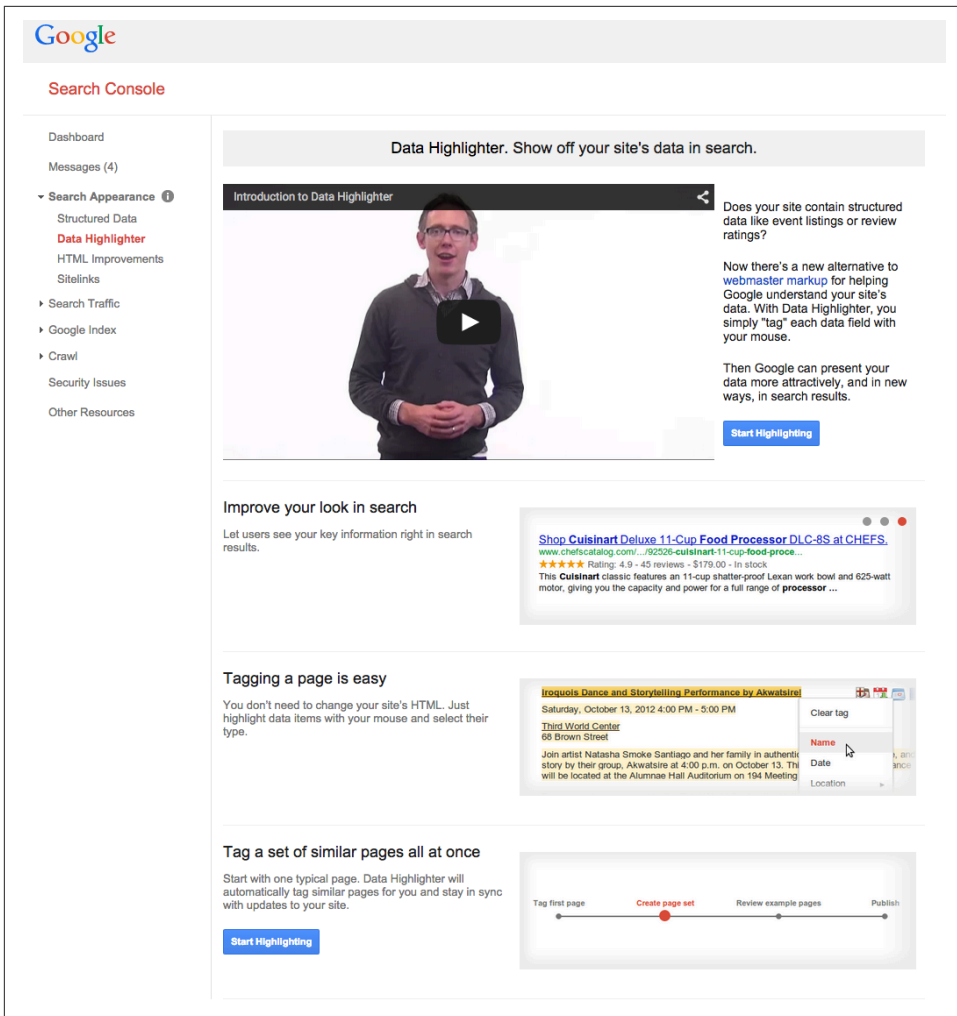 Google
Search Console
Dashboard
Messages (4)
Search Appearance
Structured Data
Data Highlighter
HTML Improvements
Sitelinks
Search Traffic
Google Index
Crawl
Security Issues
Other Resources
Data Highlighter. Show off your site's data in search.
Introduction to Data Highlighter
Does your site contain structured
data like event listings or review
ratings?
Now there's a new alternative to
webmaster markup for helping
Google understand your site's
data. With Data Highlighter, you
simply "tag" each data field with
your mouse.
Then Google can present your
data more attractively, and in new
ways, in search results.
Start Highlighting
Improve your look in search
Let users see your key information right in search
results.
Shop Cuisinart Deluxe 11-Cup Food Processor DLC-8S at CHEFS.
www.chefscatalog.com/.../92526-cuisinart-11-cup-food-proce...
Rating: 4.9 - 45 reviews - $179.00 - In stock
This Cuisinart classic features an 11-cup shatter-proof Lexan work bowl and 625-watt
motor, giving you the capacity and power for a full range of processor ...
Tagging a page is easy
You don't need to change your site's HTML. Just
highlight data items with your mouse and select their
type.
Iroquois Dance and Storytelling Performance by Akwatsire!
Saturday, October 13, 2012 4:00 PM - 5:00 PM
Third World Center
68 Brown Street
Join artist Natasha Smoke Santiago and her family in
story by their group, Akwatsire at 4:00 p.m. on October 13.
will be located at the Alumnae Hall Auditorium on 194 Meeting
Clear tag
Name
Date
Location
Tag a set of similar pages all at once
Start with one typical page. Data Highlighter will
automatically tag similar pages for you and stay in sync
with updates to your site.
Start Highlighting
Tag first page
Create page set
Review example pages
Publish